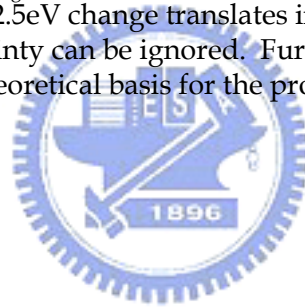 2.5eV change translates i
nty can be ignored. Fur
eoretical basis for the pro
E S
A
1896